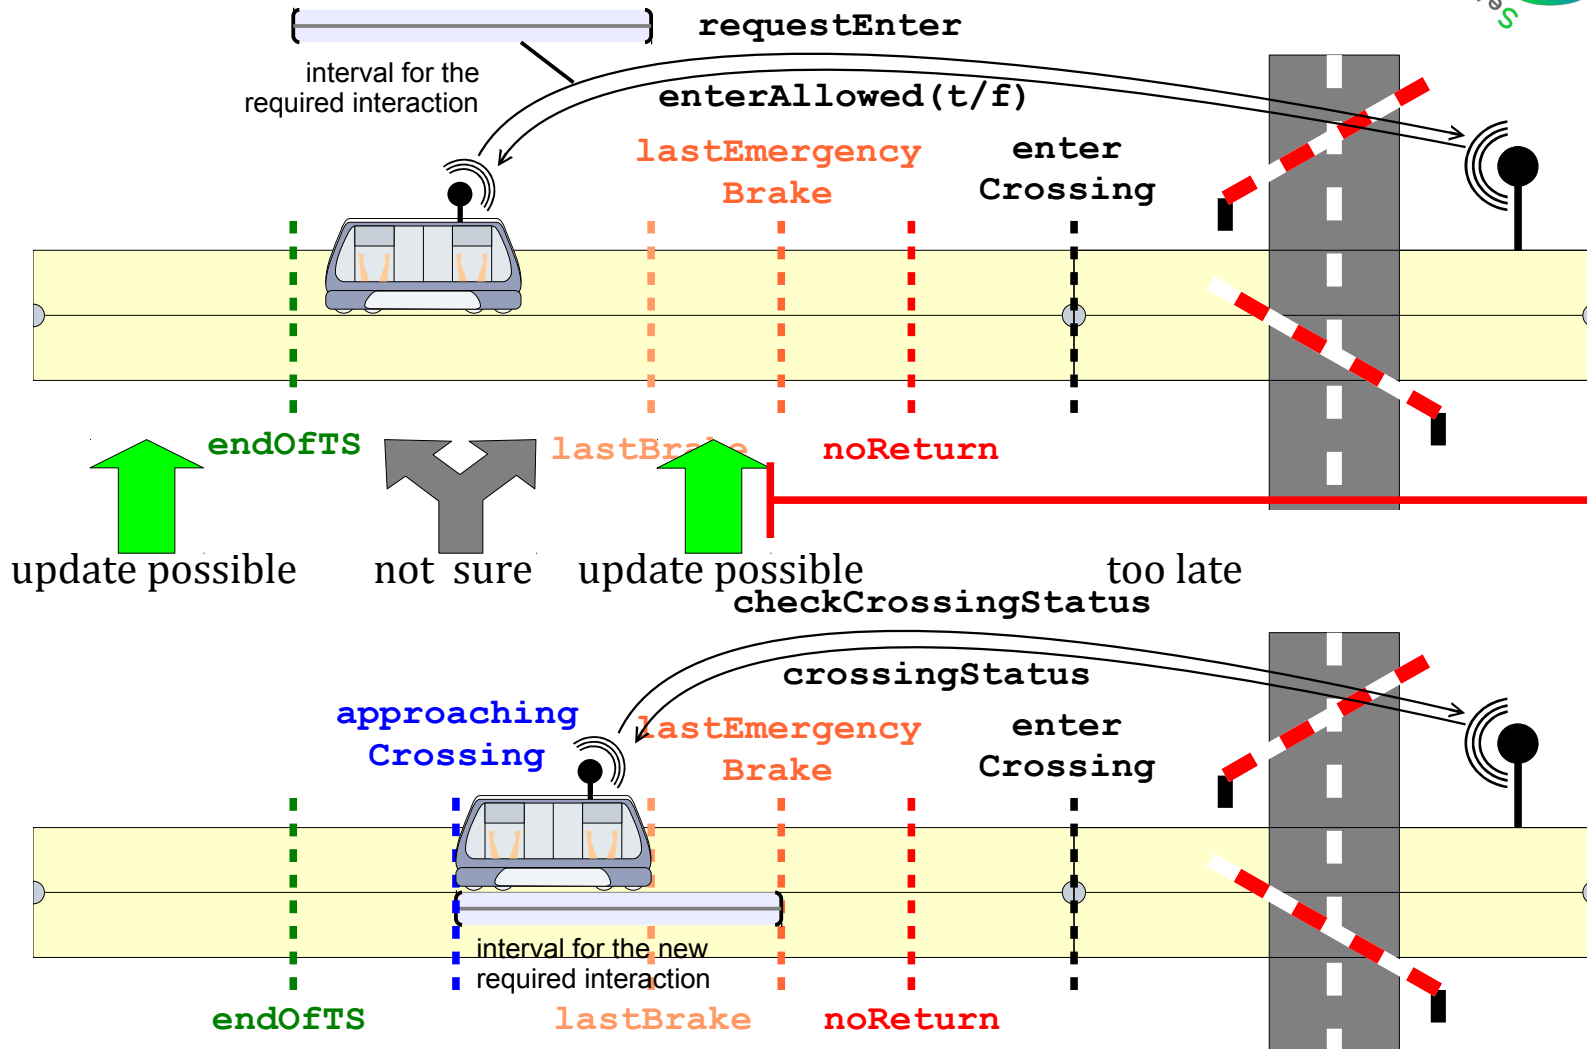 requestEnter
interval for the
required interaction
enterAllowed(t/f)
lastEmergency
Brake
enter
Crossing
endOfTS
lastBrake
noReturn
update possible
not sure
update possible
too late
checkCrossingStatus
crossingStatus
approaching
Crossing
lastEmergency
Brake
enter
Crossing
interval for the new
required interaction
endOfTS
lastBrake
noReturn